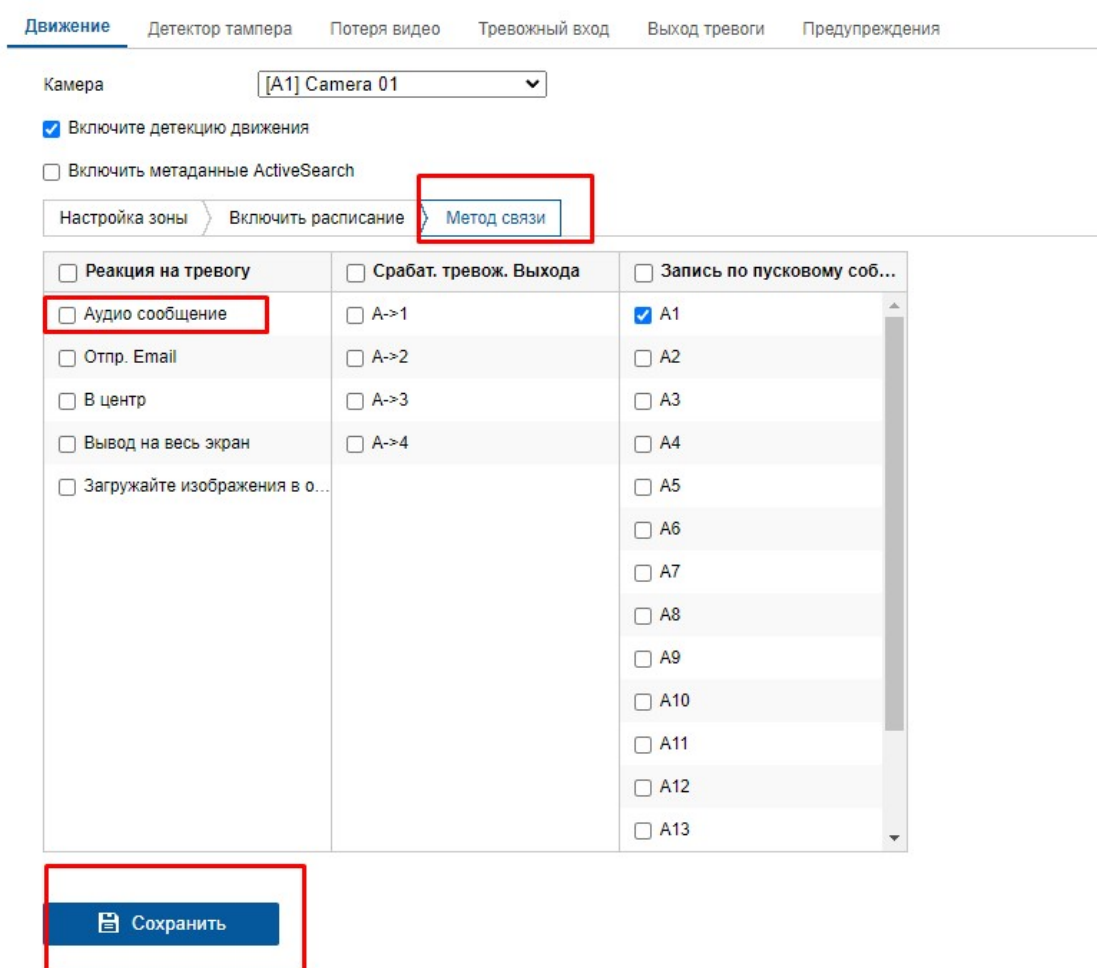 Движение Детектор тампера Потеря видео Тревожный вход Выход тревоги Предупреждения
Камера [A1] Camera 01
Включите детекцию движения
Включить метаданные ActiveSearch
Настройка зоны Включить расписание Метод связи
Реакция на тревогу Срабат. тревож. Выхода Запись по пусковому соб...
Аудио сообщение A->1 A1
Отпр. Email A->2 A2
В центр A->3 A3
Вывод на весь экран A->4 A4
Загружайте изображения в о... A5
A6
A7
A8
A9
A10
A11
A12
A13
Сохранить